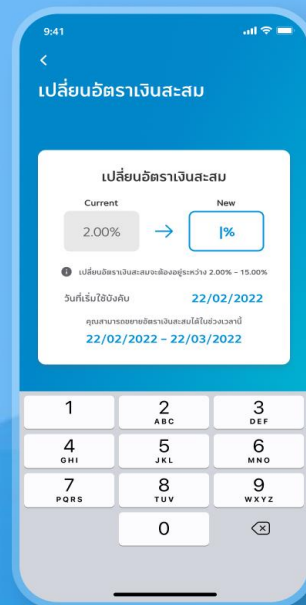 9:41
เปลี่ยนอัตราเงินสะสม
เปลี่ยนอัตราเงินสะสม
Current New
2.00% |%
เปลี่ยนอัตราเงินสะสมจะต้องอยู่ระหว่าง 2.00% - 15.00%
วันที่เริ่มใช้บังคับ 22/02/2022
คุณสามารถขยายอัตราเงินสะสมได้ในช่วงเวลานี้
22/02/2022 - 22/03/2022
1 2 3
ABC DEF
4 5 6
GHI JKL MNO
7 8 9
PQRS TUV WXYZ
0